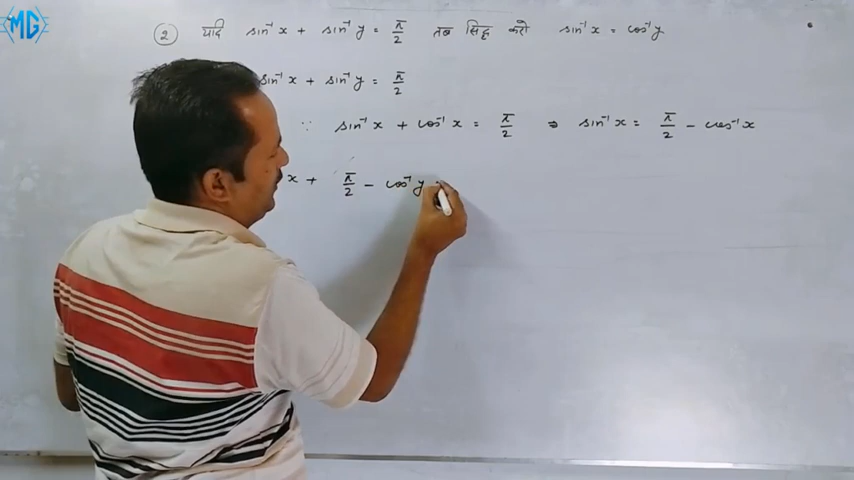 MG
② यदि sin⁻¹ x + sin⁻¹ y = π/2 तब सिद्ध करो sin⁻¹ x = cos⁻¹ y
sin⁻¹ x + sin⁻¹ y = π/2
∵ sin⁻¹ x + cos⁻¹ x = π/2 ⇒ sin⁻¹ x = π/2 - cos⁻¹ x
x + π/2 - cos⁻¹ y